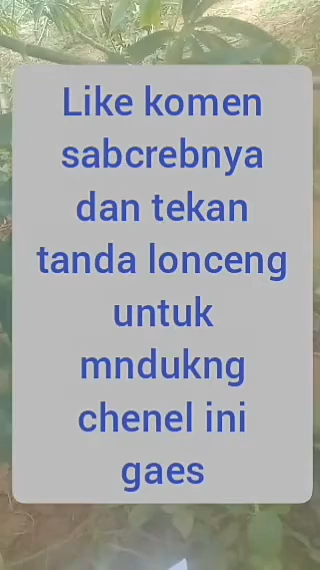 Like komen
sabcrebnya
dan tekan
tanda lonceng
untuk
mndukng
chenel ini
gaes